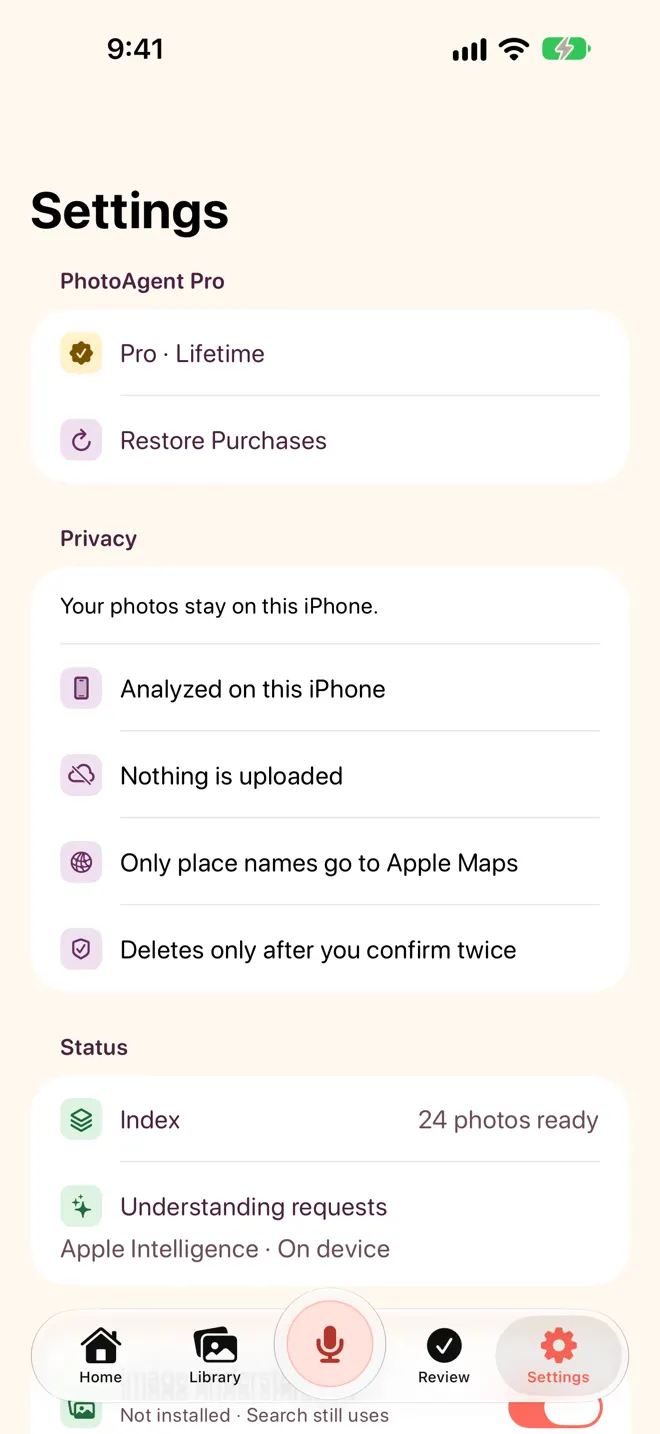 9:41
Settings
PhotoAgent Pro
Pro · Lifetime
Restore Purchases
Privacy
Your photos stay on this iPhone.
Analyzed on this iPhone
Nothing is uploaded
Only place names go to Apple Maps
Deletes only after you confirm twice
Status
Index
24 photos ready
Understanding requests
Apple Intelligence · On device
Home
Library
Review
Settings
Not installed · Search still uses